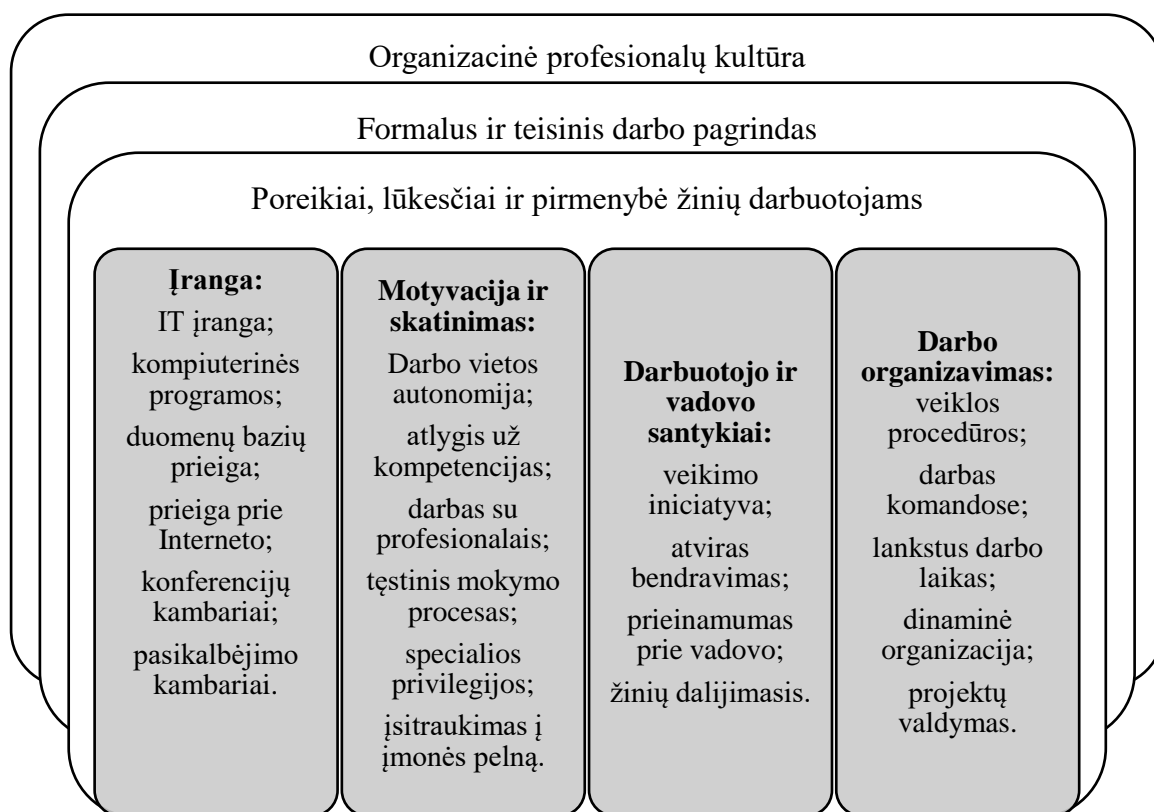 Organizacinė profesionalų kultūra
Formalus ir teisinis darbo pagrindas
Poreikiai, lūkesčiai ir pirmenybė žinių darbuotojams
Įranga:
IT įranga;
kompiuterinės
programos;
duomenų bazių
prieiga;
prieiga prie
Interneto;
konferencijų
kambariai;
pasikalbėjimo
kambariai.
Motyvacija ir
skatinimas:
Darbo vietos
autonomija;
atlygis už
kompetencijas;
darbas su
profesionalais;
tęstinis mokymo
procesas;
specialios
privilegijos;
įsitraukimas į
įmonės pelną.
Darbuotojo ir
vadovo
santykiai:
veikimo
iniciatyva;
atviras
bendravimas;
prieinamumas
prie vadovo;
žinių dalijimasis.
Darbo
organizavimas:
veiklos
procedūros;
darbas
komandose;
lankstus darbo
laikas;
dinaminė
organizacija;
projektų
valdymas.